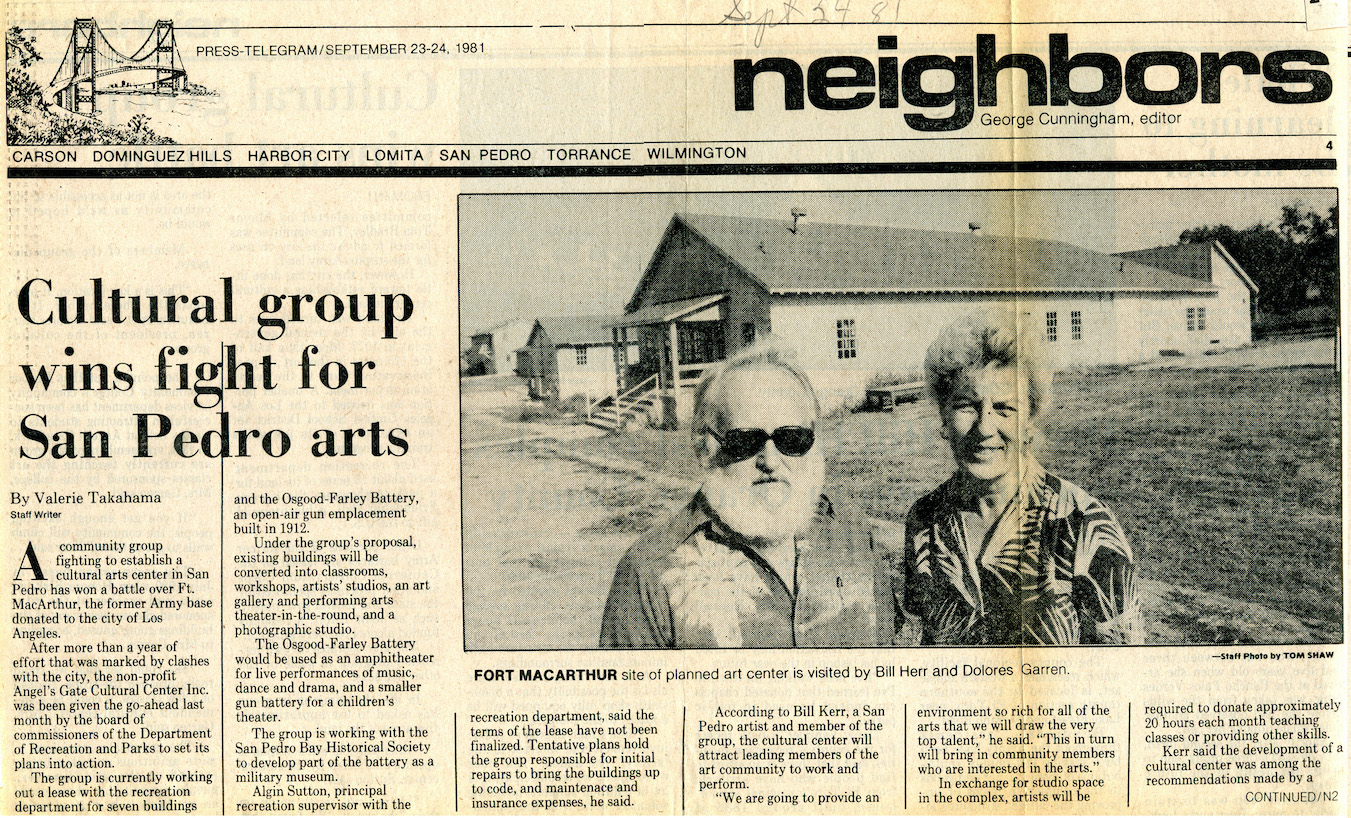 Sept 24 81
PRESS-TELEGRAM/SEPTEMBER 23-24, 1981
neighbors
George Cunningham, editor
4
CARSON DOMINGUEZ HILLS HARBOR CITY LOMITA SAN PEDRO TORRANCE WILMINGTON
Cultural group
wins fight for
San Pedro arts
By Valerie Takahama
Staff Writer
A community group
fighting to establish a
cultural arts center in San
Pedro has won a battle over Ft.
MacArthur, the former Army base
donated to the city of Los
Angeles.
After more than a year of
effort that was marked by clashes
with the city, the non-profit
Angel's Gate Cultural Center Inc.
was been given the go-ahead last
month by the board of
commissioners of the Department
of Recreation and Parks to set its
plans into action.
The group is currently working
out a lease with the recreation
department for seven buildings
and the Osgood-Farley Battery,
an open-air gun emplacement
built in 1912.
Under the group's proposal,
existing buildings will be
converted into classrooms,
workshops, artists' studios, an art
gallery and performing arts
theater-in-the-round, and a
photographic studio.
The Osgood-Farley Battery
would be used as an amphitheater
for live performances of music,
dance and drama, and a smaller
gun battery for a children's
theater.
The group is working with the
San Pedro Bay Historical Society
to develop part of the battery as a
military museum.
Algin Sutton, principal
recreation supervisor with the
—Staff Photo by TOM SHAW
FORT MACARTHUR site of planned art center is visited by Bill Herr and Dolores Garren.
recreation department, said the
terms of the lease have not been
finalized. Tentative plans hold
the group responsible for initial
repairs to bring the buildings up
to code, and maintenace and
insurance expenses, he said.
According to Bill Kerr, a San
Pedro artist and member of the
group, the cultural center will
attract leading members of the
art community to work and
perform.
"We are going to provide an
environment so rich for all of the
arts that we will draw the very
top talent," he said. "This in turn
will bring in community members
who are interested in the arts."
In exchange for studio space
in the complex, artists will be
required to donate approximately
20 hours each month teaching
classes or providing other skills.
Kerr said the development of a
cultural center was among the
recommendations made by a
CONTINUED/N2